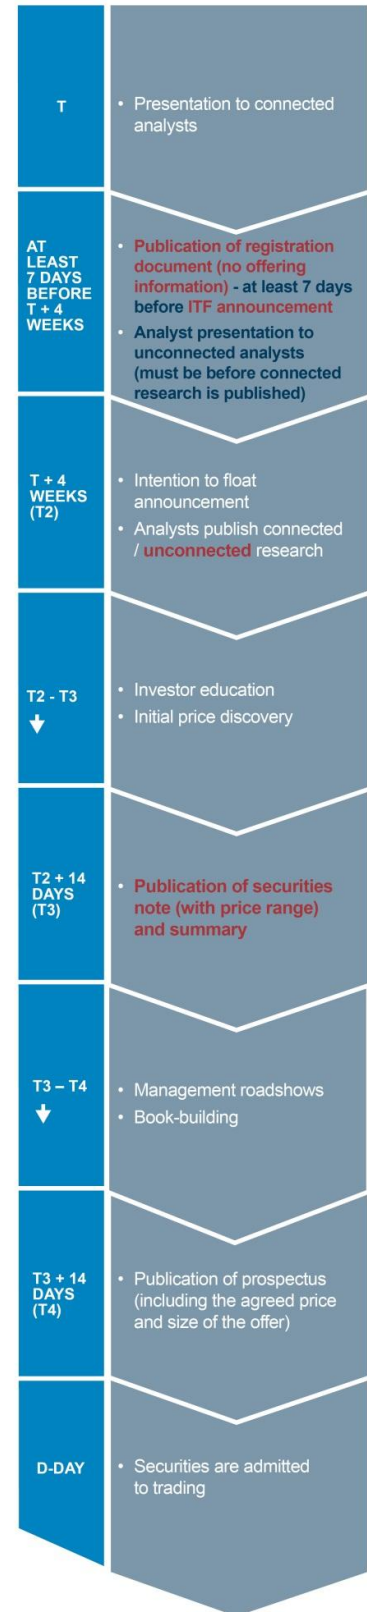 T
• Presentation to connected
analysts
AT
LEAST
7 DAYS
BEFORE
T + 4
WEEKS
• Publication of registration
document (no offering
information) - at least 7 days
before ITF announcement
• Analyst presentation to
unconnected analysts
(must be before connected
research is published)
T + 4
WEEKS
(T2)
• Intention to float
announcement
• Analysts publish connected
/ unconnected research
T2 - T3
• Investor education
• Initial price discovery
T2 + 14
DAYS
(T3)
• Publication of securities
note (with price range)
and summary
T3 – T4
• Management roadshows
• Book-building
T3 + 14
DAYS
(T4)
• Publication of prospectus
(including the agreed price
and size of the offer)
D-DAY
• Securities are admitted
to trading